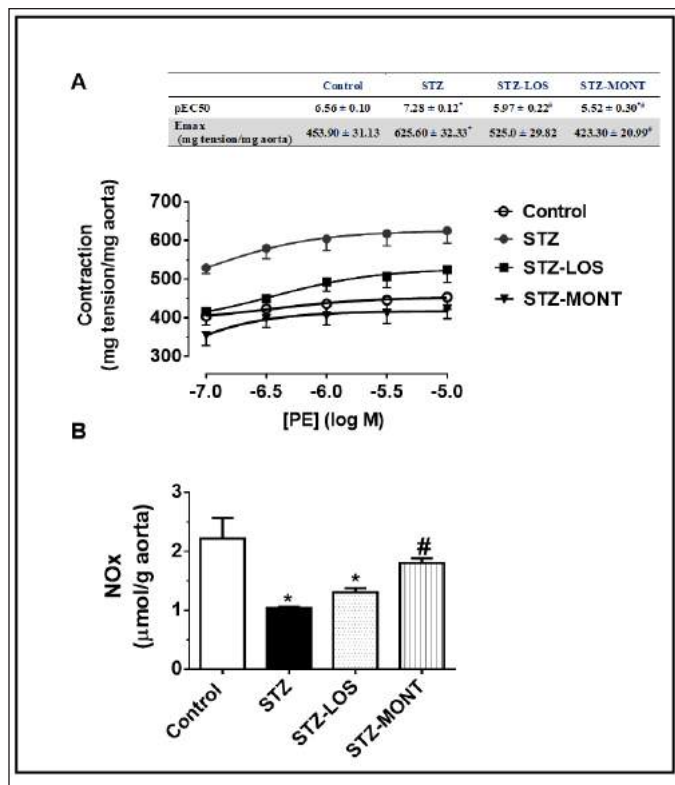 A
Control STZ STZ-LOS STZ-MONT
pEC50 6.56 ± 0.10 7.28 ± 0.12* 5.97 ± 0.22# 5.52 ± 0.30*#
Emax
(mg tension/mg aorta) 453.90 ± 31.13 625.60 ± 32.33* 525.0 ± 29.82 423.30 ± 20.99#
Contraction
(mg tension/mg aorta)
700
600
500
400
300
-7.0 -6.5 -6.0 -5.5 -5.0
[PE] (log M)
Control
STZ
STZ-LOS
STZ-MONT
B
NOx
(μmol/g aorta)
3
2
1
0
* * #
Control STZ STZ-LOS STZ-MONT